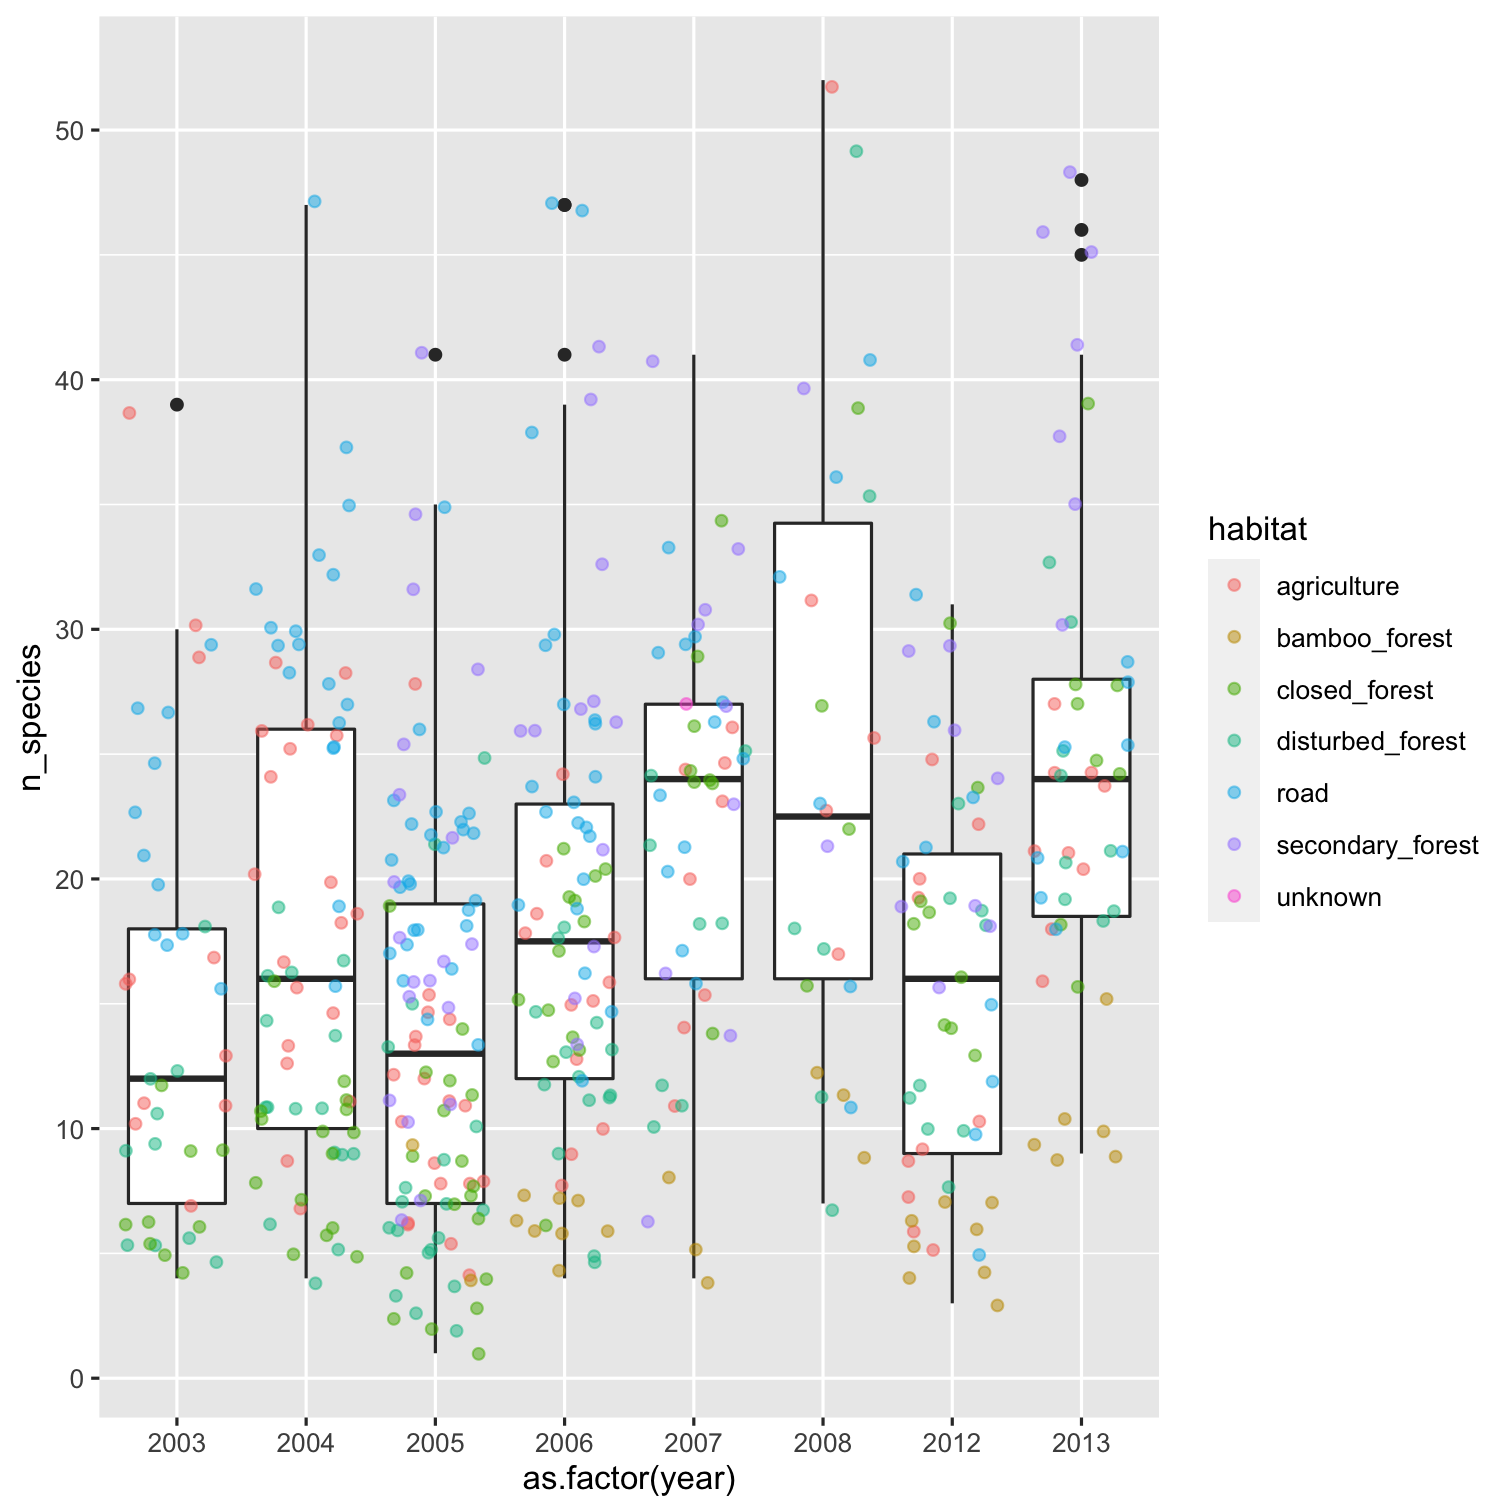 n_species
50
40
30
20
10
0
2003 2004 2005 2006 2007 2008 2012 2013
as.factor(year)
habitat
agriculture
bamboo_forest
closed_forest
disturbed_forest
road
secondary_forest
unknown